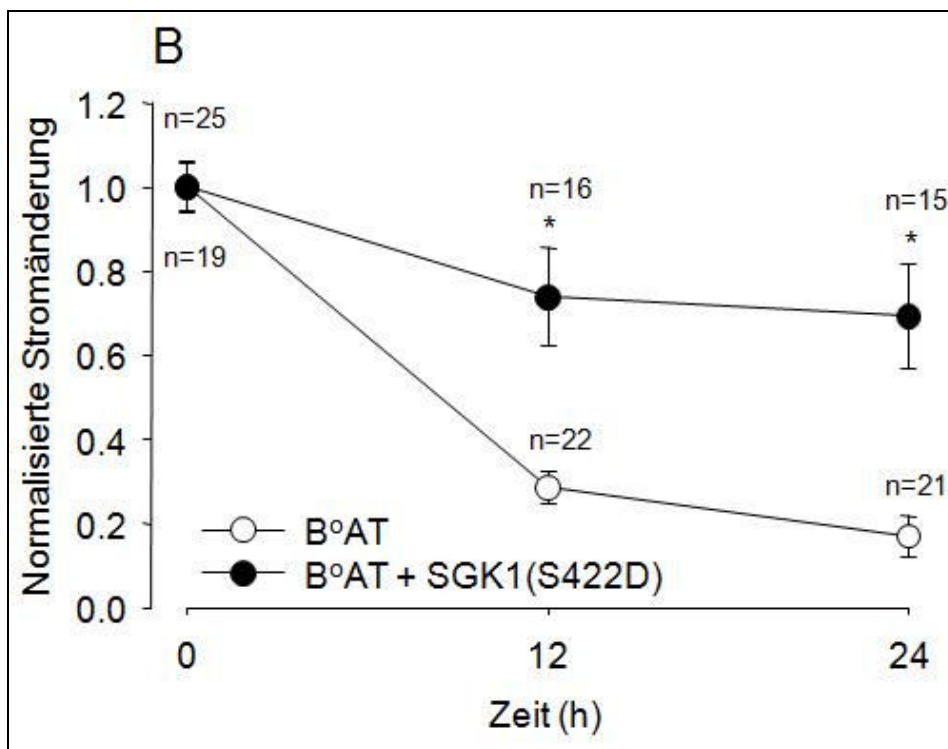 B
Normalisierte Stromänderung
1.2
1.0
0.8
0.6
0.4
0.2
0.0
n=25
n=19
n=16
*
n=15
*
n=22
n=21
BºAT
BºAT + SGK1(S422D)
0
12
24
Zeit (h)